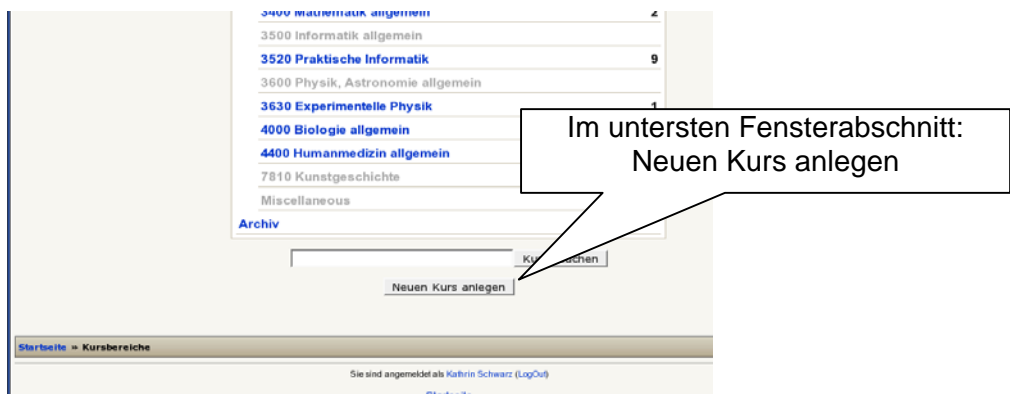 3400 Mathematik allgemein 2
3500 Informatik allgemein
3520 Praktische Informatik 9
3600 Physik, Astronomie allgemein
3630 Experimentelle Physik 1
4000 Biologie allgemein
4400 Humanmedizin allgemein
7810 Kunstgeschichte
Miscellaneous
Archiv
Im untersten Fensterabschnitt:
Neuen Kurs anlegen
Neuen Kurs anlegen
Startseite » Kursbereiche
Sie sind angemeldet als Kathrin Schwarz (LogOut)
Startseite